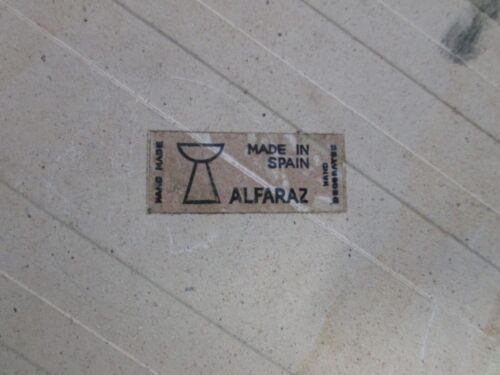 HAND MADE
MADE IN
SPAIN
ALFARAZ
HAND
DECORATED